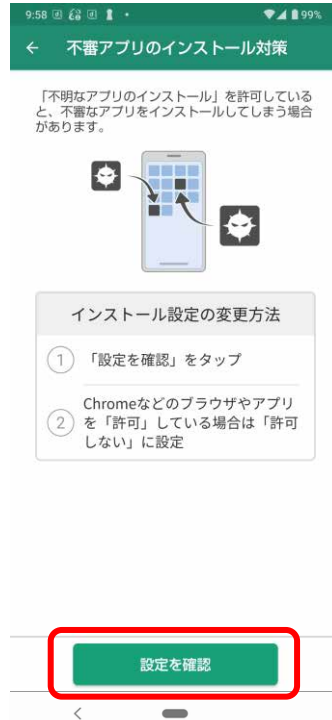 9:58
99%
← 不審アプリのインストール対策
「不明なアプリのインストール」を許可している
と、不審なアプリをインストールしてしまう場合
があります。
インストール設定の変更方法
1 「設定を確認」をタップ
Chromeなどのブラウザやアプリ
2 を「許可」している場合は「許可
しない」に設定
設定を確認